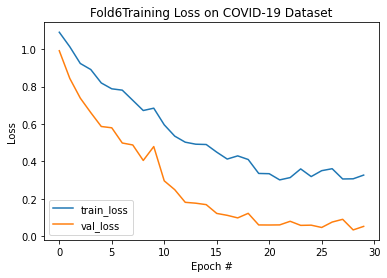 Fold6Training Loss on COVID-19 Dataset
1.0
0.8
0.6
0.4
0.2
0.0
Loss
train_loss
val_loss
0 5 10 15 20 25 30
Epoch #